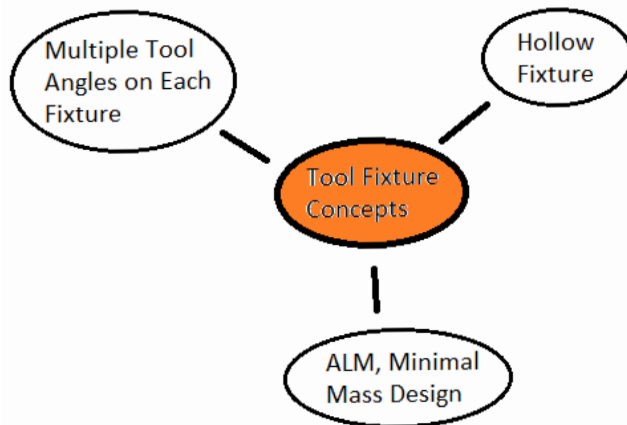 Multiple Tool
Angles on Each
Fixture
Hollow
Fixture
Tool Fixture
Concepts
ALM, Minimal
Mass Design